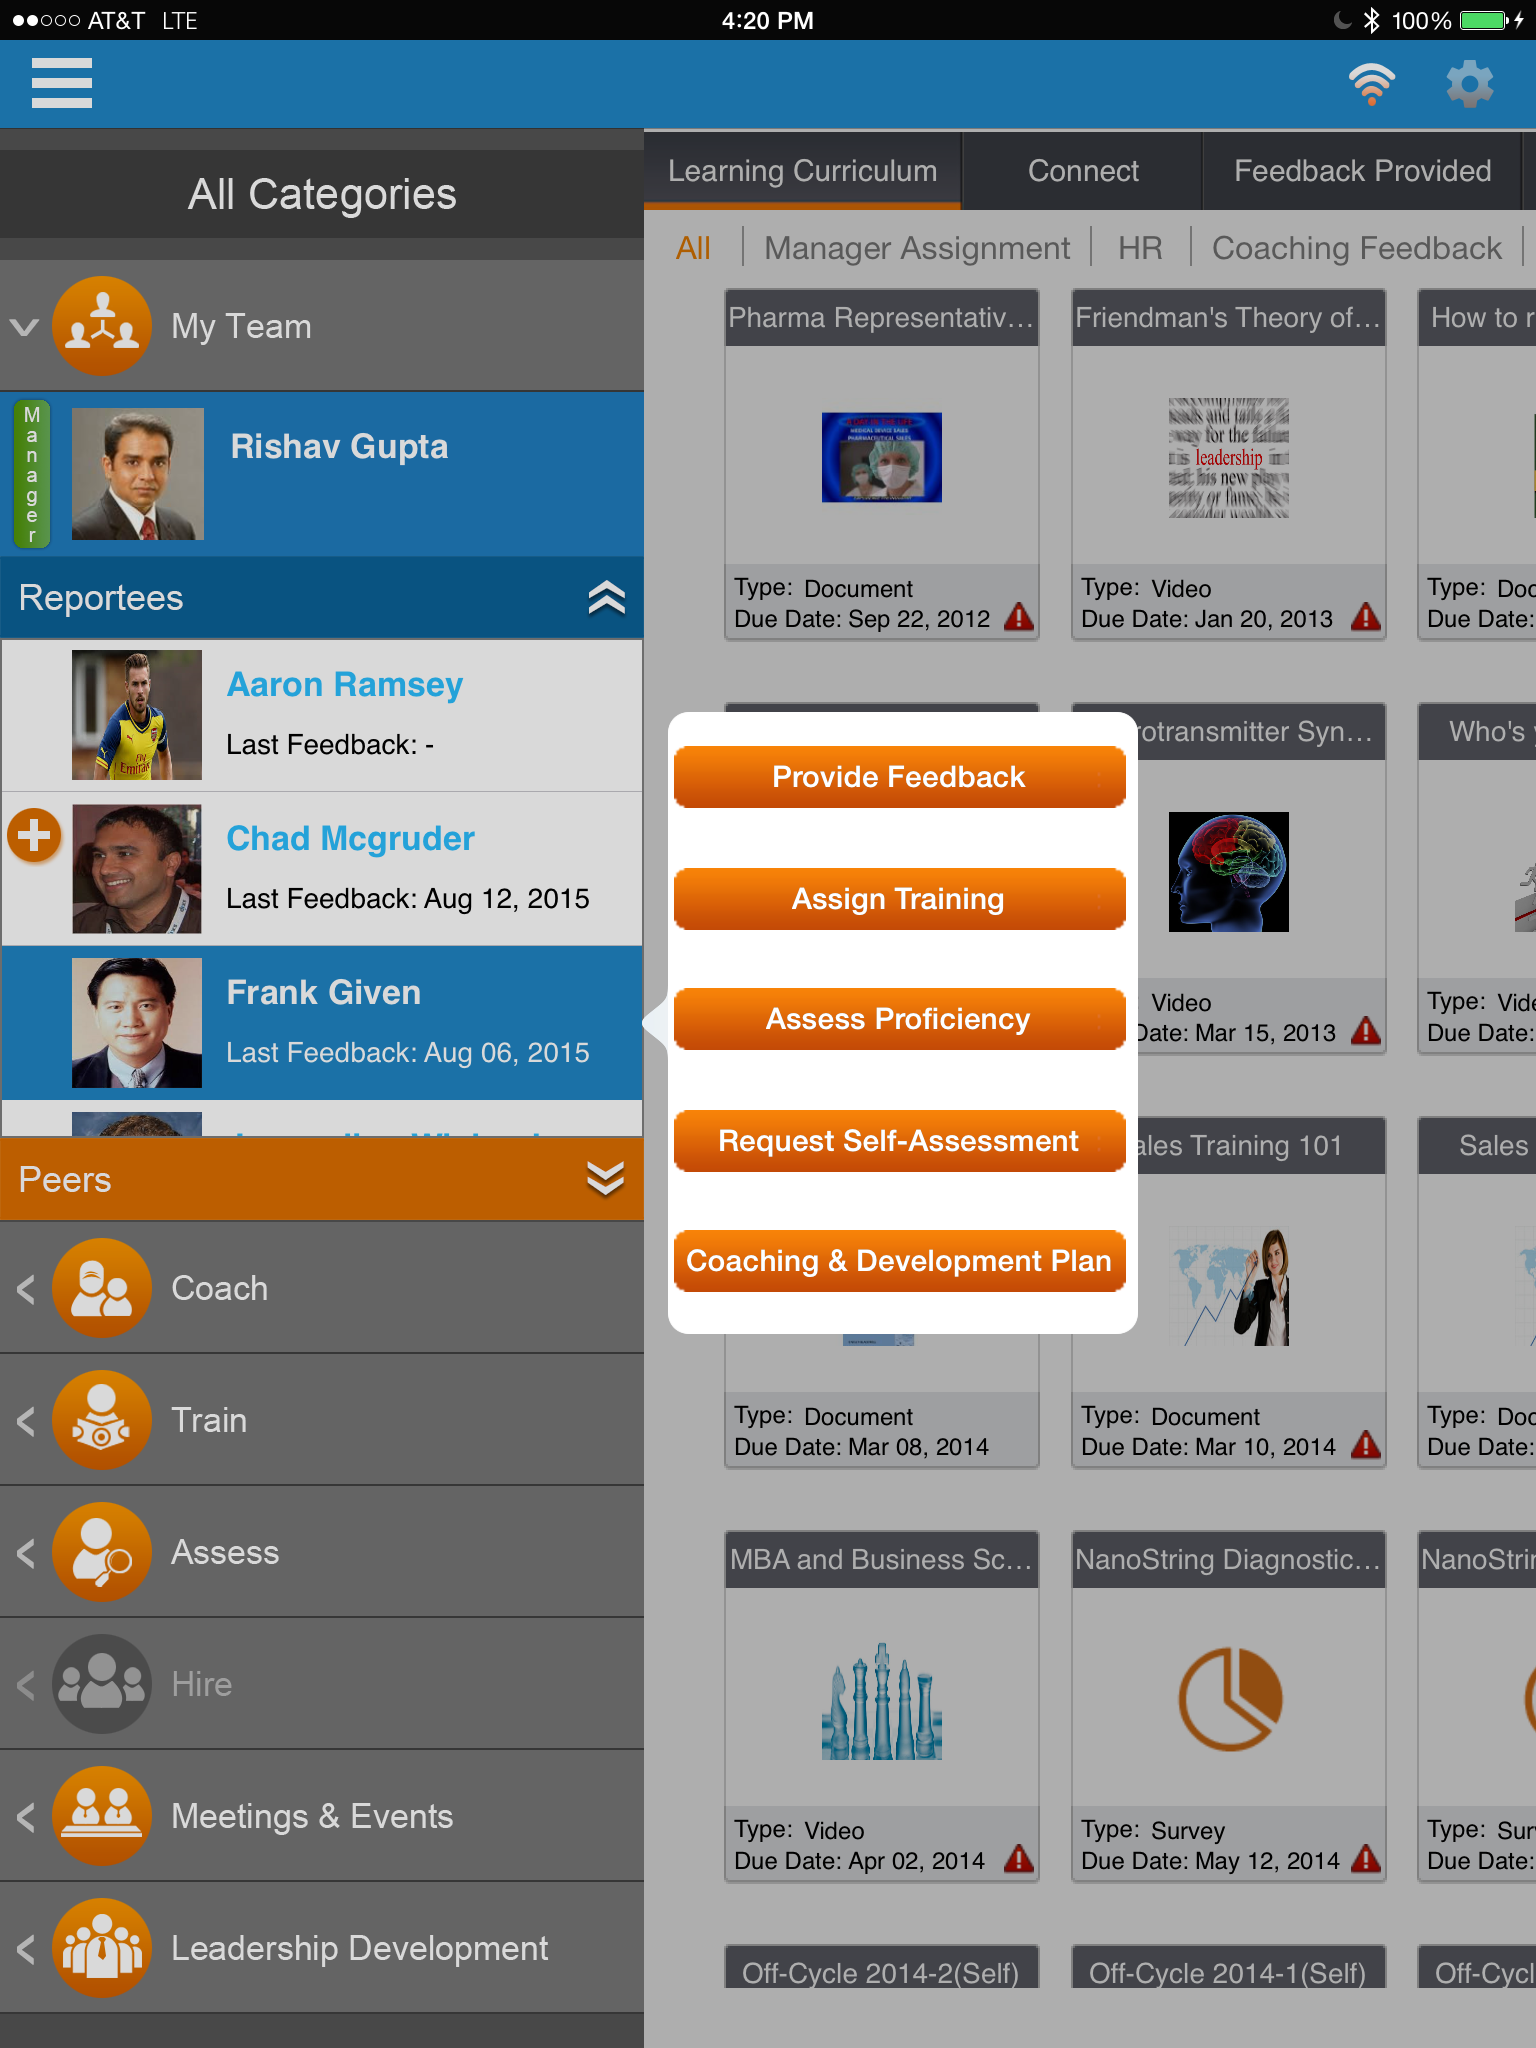 AT&T LTE
4:20 PM
100%
All Categories
My Team
Manager
Rishav Gupta
Reportees
Aaron Ramsey
Last Feedback: -
Chad Mcgruder
Last Feedback: Aug 12, 2015
Frank Given
Last Feedback: Aug 06, 2015
Peers
Coach
Train
Assess
Hire
Meetings & Events
Leadership Development
Learning Curriculum
Connect
Feedback Provided
All
Manager Assignment
HR
Coaching Feedback
Pharma Representativ...
Friendman's Theory of...
How to r
for the
leadership
his new
Type: Document
Due Date: Sep 22, 2012
Type: Video
Due Date: Jan 20, 2013
Type: Doc
Due Date:
Provide Feedback
Assign Training
Assess Proficiency
Request Self-Assessment
Coaching & Development Plan
rotransmitter Syn...
Who's
Video
Date: Mar 15, 2013
Type: Vide
Due Date:
ales Training 101
Sales
Type: Document
Due Date: Mar 08, 2014
Type: Document
Due Date: Mar 10, 2014
Type: Doc
Due Date:
MBA and Business Sc...
NanoString Diagnostic...
NanoStrin
Type: Video
Due Date: Apr 02, 2014
Type: Survey
Due Date: May 12, 2014
Type: Sur
Due Date:
Off-Cycle 2014-2(Self)
Off-Cycle 2014-1(Self)
Off-Cycl